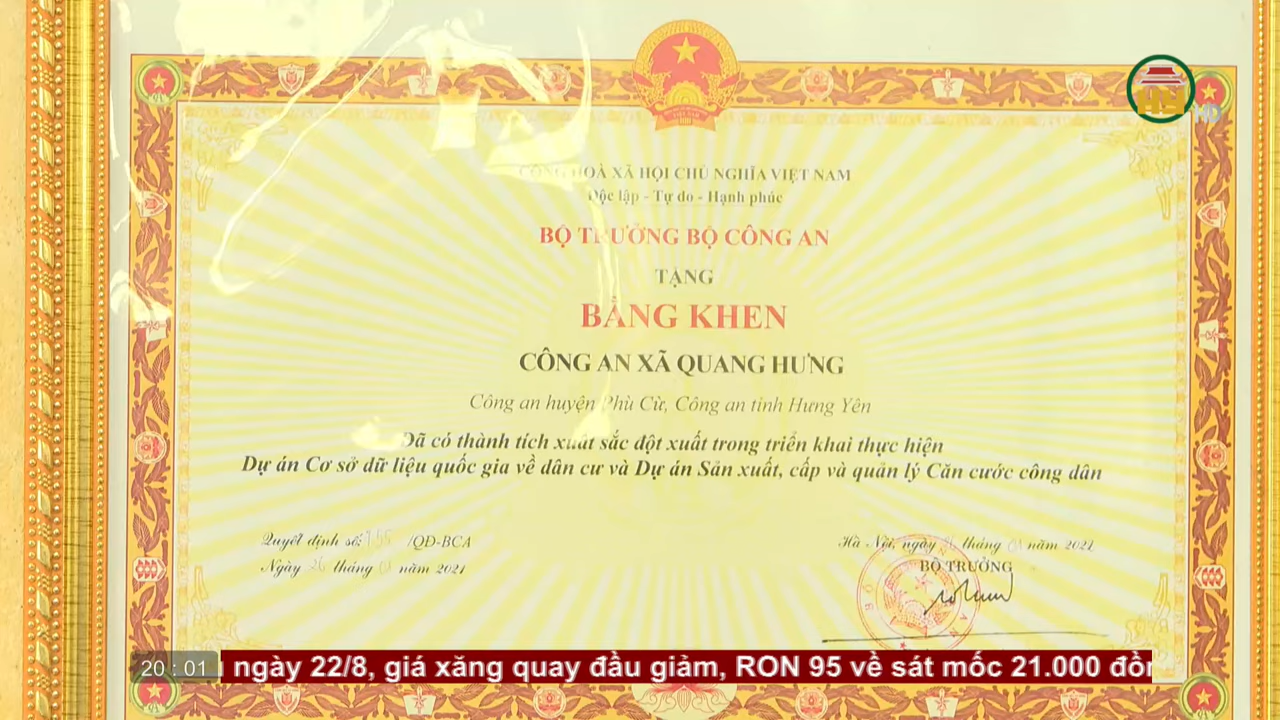 HY HD
VIỆT NAM
CỘNG HOÀ XÃ HỘI CHỦ NGHĨA VIỆT NAM
Độc lập - Tự do - Hạnh phúc
BỘ TRƯỞNG BỘ CÔNG AN
TẶNG
BẰNG KHEN
CÔNG AN XÃ QUANG HƯNG
Công an huyện Phù Cừ, Công an tỉnh Hưng Yên
Đã có thành tích xuất sắc đột xuất trong triển khai thực hiện
Dự án Cơ sở dữ liệu quốc gia về dân cư và Dự án Sản xuất, cấp và quản lý Căn cước công dân
Quyết định số: /QĐ-BCA
Ngày 26 tháng năm 2021
Hà Nội, ngày tháng năm 2021
BỘ TRƯỞNG
20 : 01 ngày 22/8, giá xăng quay đầu giảm, RON 95 về sát mốc 21.000